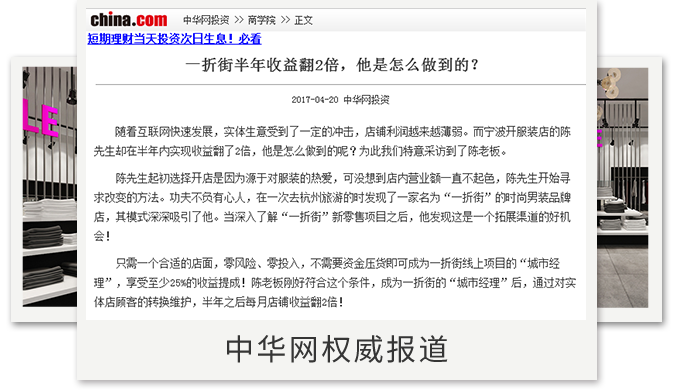 china.com 中华网投资 >> 商学院 >> 正文
短期理财当天投资次日生息！必看
一折街半年收益翻2倍，他是怎么做到的？
2017-04-20 中华网投资
随着互联网快速发展，实体生意受到了一定的冲击，店铺利润越来越薄弱。而宁波开服装店的陈
先生却在半年内实现收益翻了2倍，他是怎么做到的呢？为此我们特意采访到了陈老板。
陈先生起初选择开店是因为源于对服装的热爱，可没想到店内营业额一直不起色，陈先生开始寻
求改变的方法。功夫不负有心人，在一次去杭州旅游的时发现了一家名为“一折街”的时尚男装品牌
店，其模式深深吸引了他。当深入了解“一折街”新零售项目之后，他发现这是一个拓展渠道的好机
会！
只需一个合适的店面，零风险、零投入，不需要资金压货即可成为一折街线上项目的“城市经
理”，享受至少25%的收益提成！陈老板刚好符合这个条件，成为一折街的“城市经理”后，通过对实
体店顾客的转换维护，半年之后每月店铺收益翻2倍！
LE
中华网权威报道